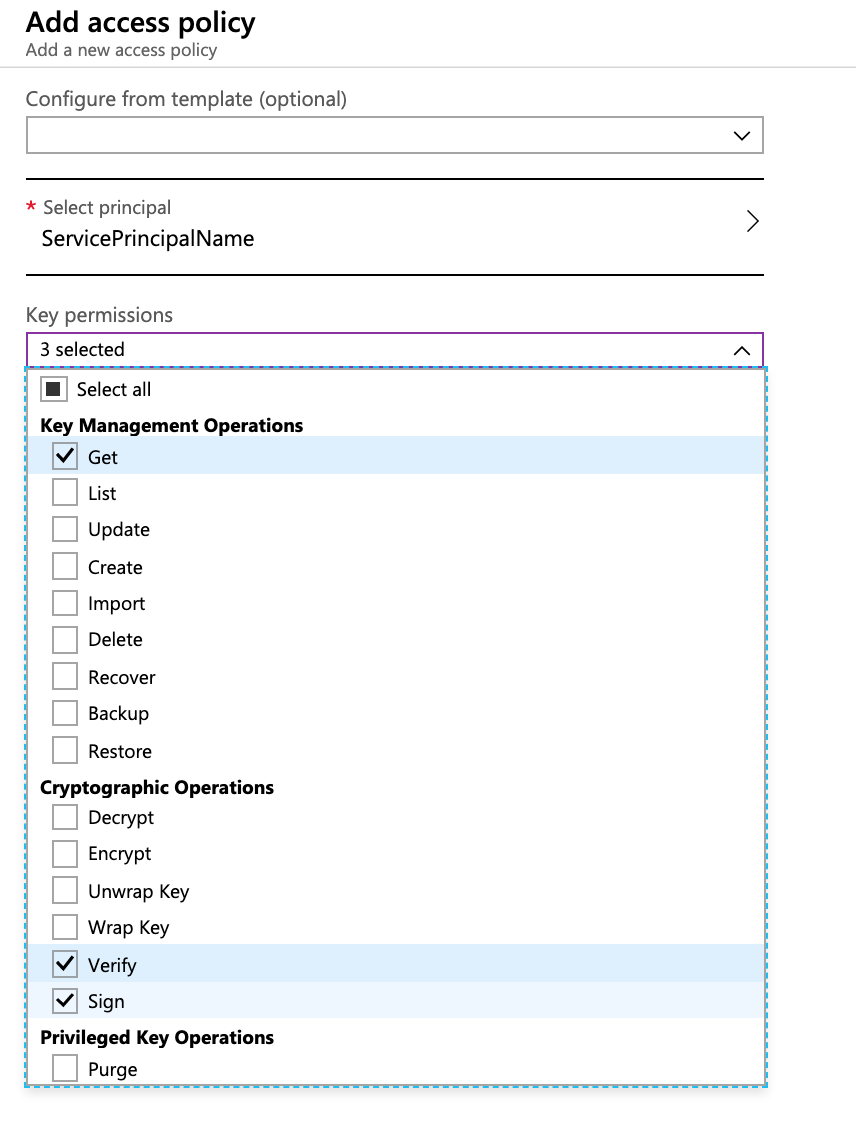 Add access policy
Add a new access policy
Configure from template (optional)
* Select principal
ServicePrincipalName
Key permissions
3 selected
Select all
Key Management Operations
Get
List
Update
Create
Import
Delete
Recover
Backup
Restore
Cryptographic Operations
Decrypt
Encrypt
Unwrap Key
Wrap Key
Verify
Sign
Privileged Key Operations
Purge